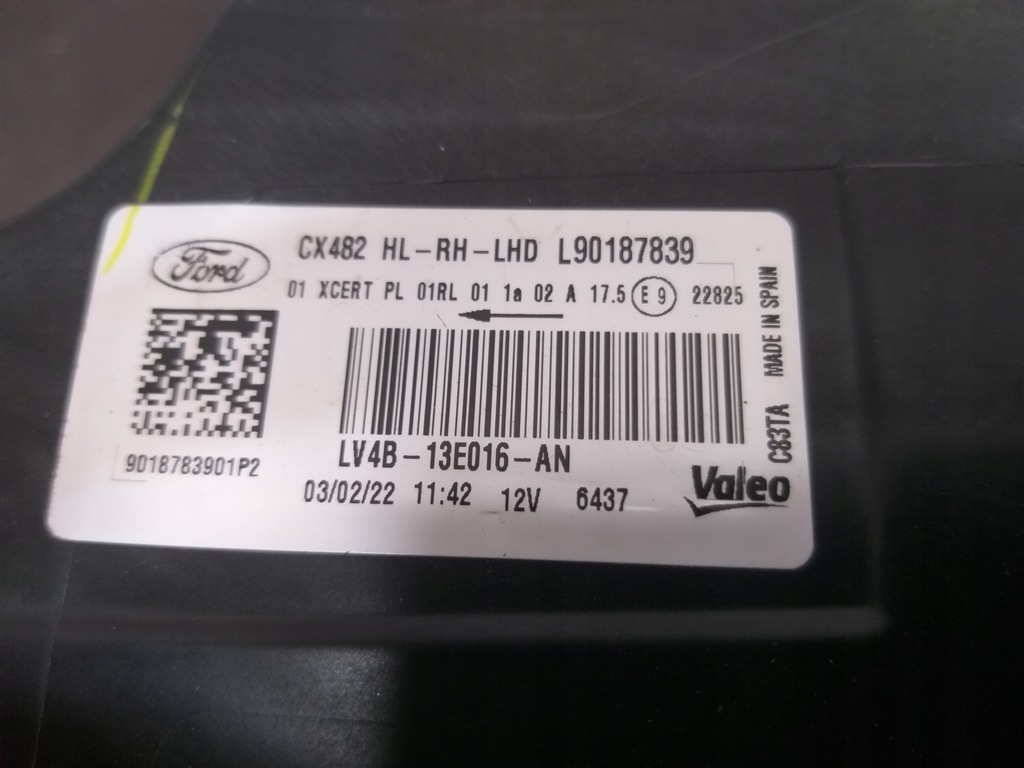 Ford
CX482 HL-RH-LHD L90187839
01 XCERT PL 01RL 01 1a 02 A 17.5 E 9 22825
9018783901P2
LV4B-13E016-AN
03/02/22 11:42 12V 6437
Valeo
C83TA MADE IN SPAIN